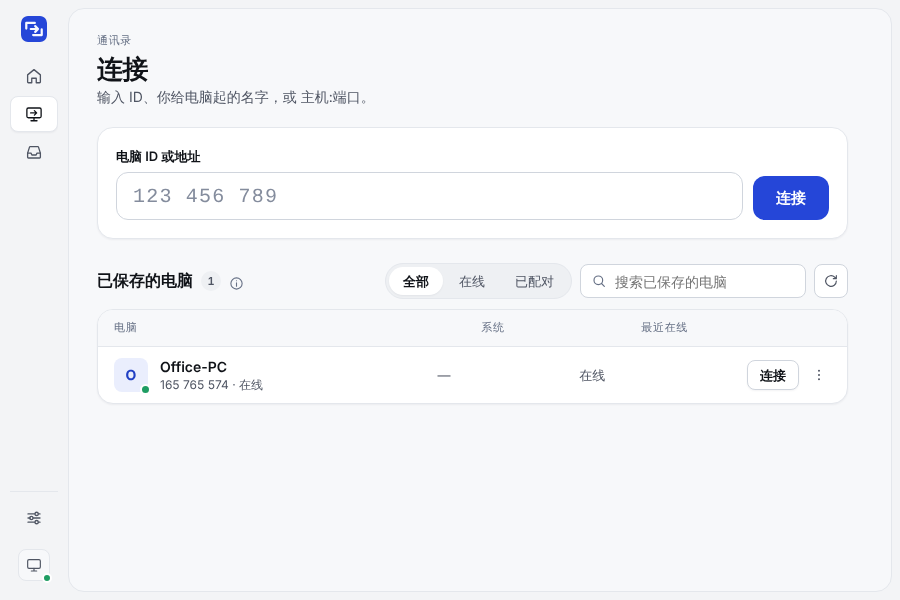 通讯录
连接
输入 ID、你给电脑起的名字，或 主机:端口。
电脑 ID 或地址
123 456 789
连接
已保存的电脑 1
全部 在线 已配对
搜索已保存的电脑
电脑 系统 最近在线
O
Office-PC
165 765 574 · 在线
— 在线 连接